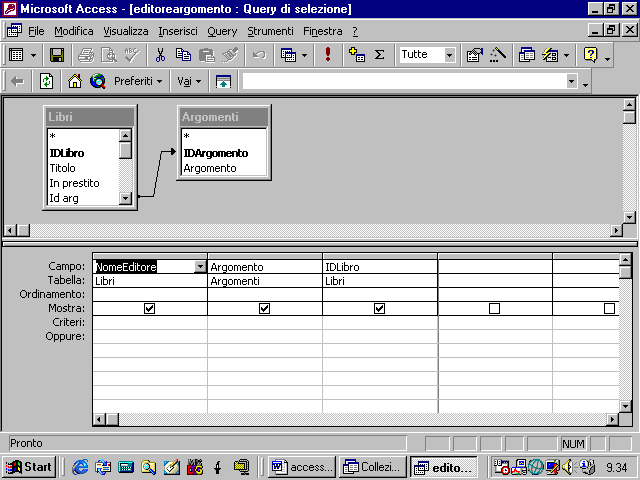 Microsoft Access - [editoreargomento : Query di selezione]
File Modifica Visualizza Inserisci Query Strumenti Finestra ?
Tutte
Preferiti Vai
Libri
*
IDLibro
Titolo
In prestito
Id arg
Argomenti
*
IDArgomento
Argomento
Campo: NomeEditore Argomento IDLibro
Tabella: Libri Argomenti Libri
Ordinamento:
Mostra:
Criteri:
Oppure:
Pronto NUM
Start access... Collezi... edito... 9.34